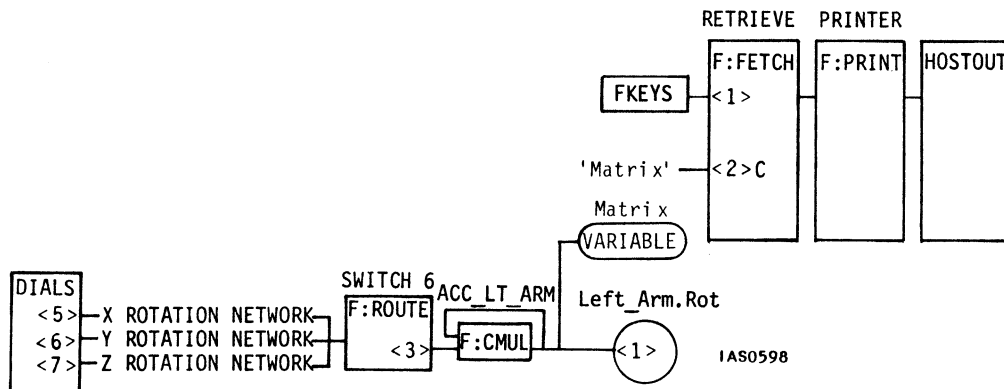 RETRIEVE PRINTER
F:FETCH F:PRINT HOSTOUT
FKEYS <1>
'Matrix' <2>C
Matrix
VARIABLE
DIALS
<5> X ROTATION NETWORK
<6> Y ROTATION NETWORK
<7> Z ROTATION NETWORK
SWITCH 6
F:ROUTE
<3>
ACC_LT_ARM
F:CMUL
Left_Arm.Rot
<1>
IAS0598